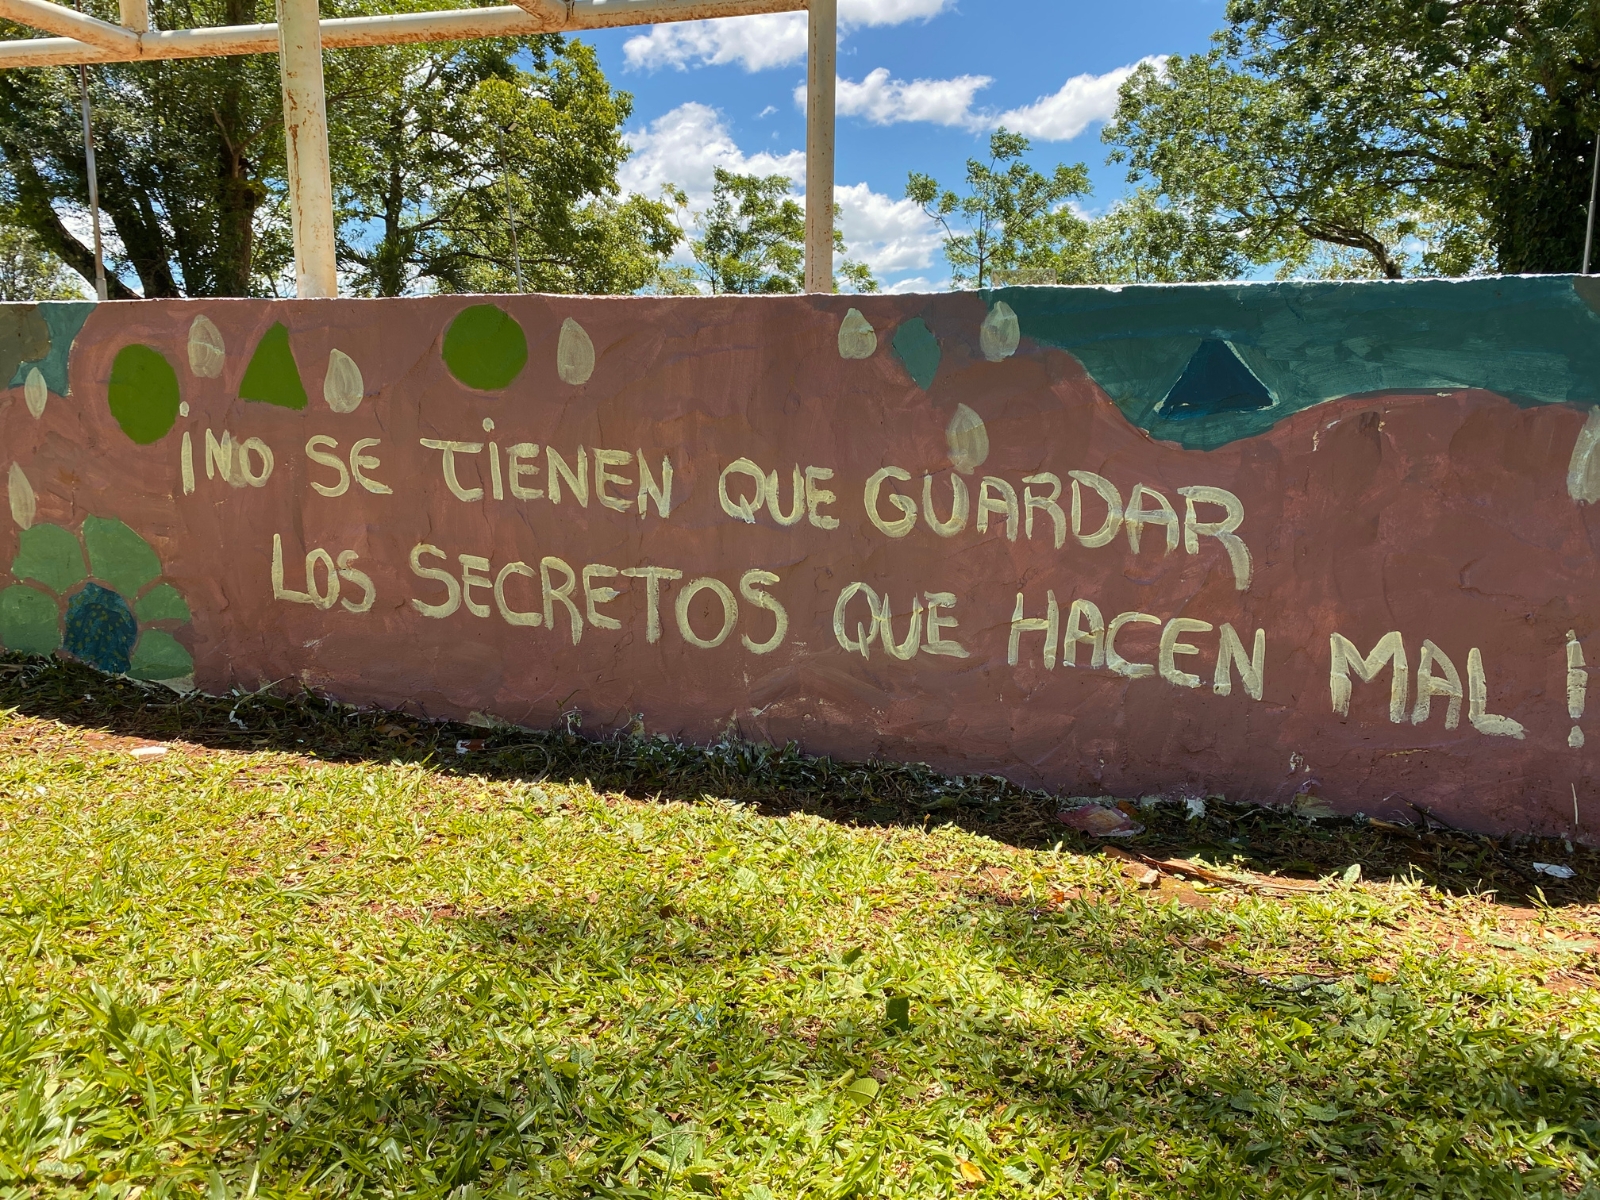 ¡NO SE TIENEN QUE GUARDAR
LOS SECRETOS QUE HACEN MAL!